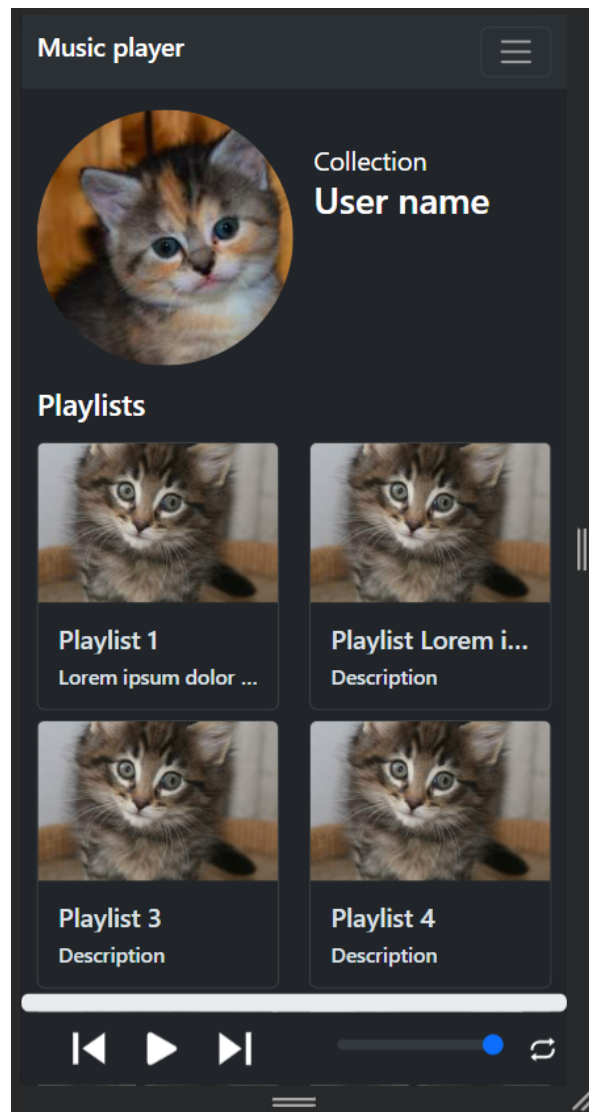 Music player
Collection
User name
Playlists
Playlist 1
Lorem ipsum dolor ...
Playlist Lorem i...
Description
Playlist 3
Description
Playlist 4
Description